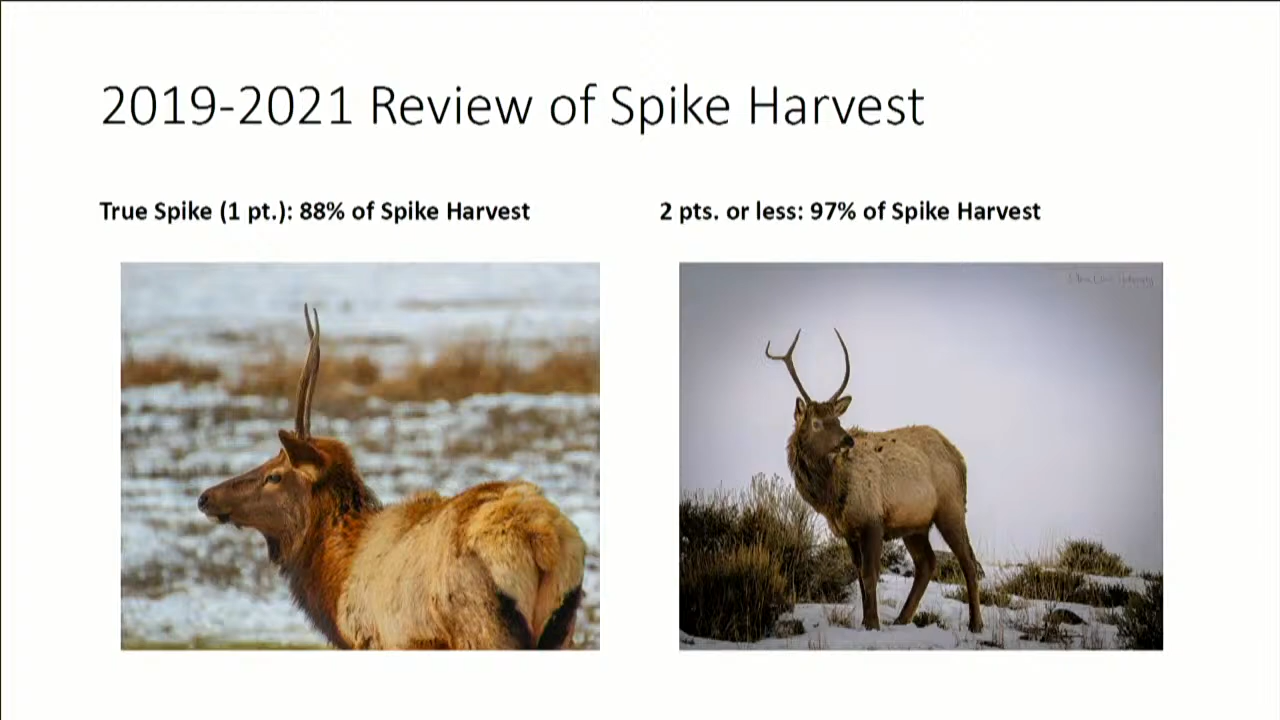 2019-2021 Review of Spike Harvest
True Spike (1 pt.): 88% of Spike Harvest
2 pts. or less: 97% of Spike Harvest